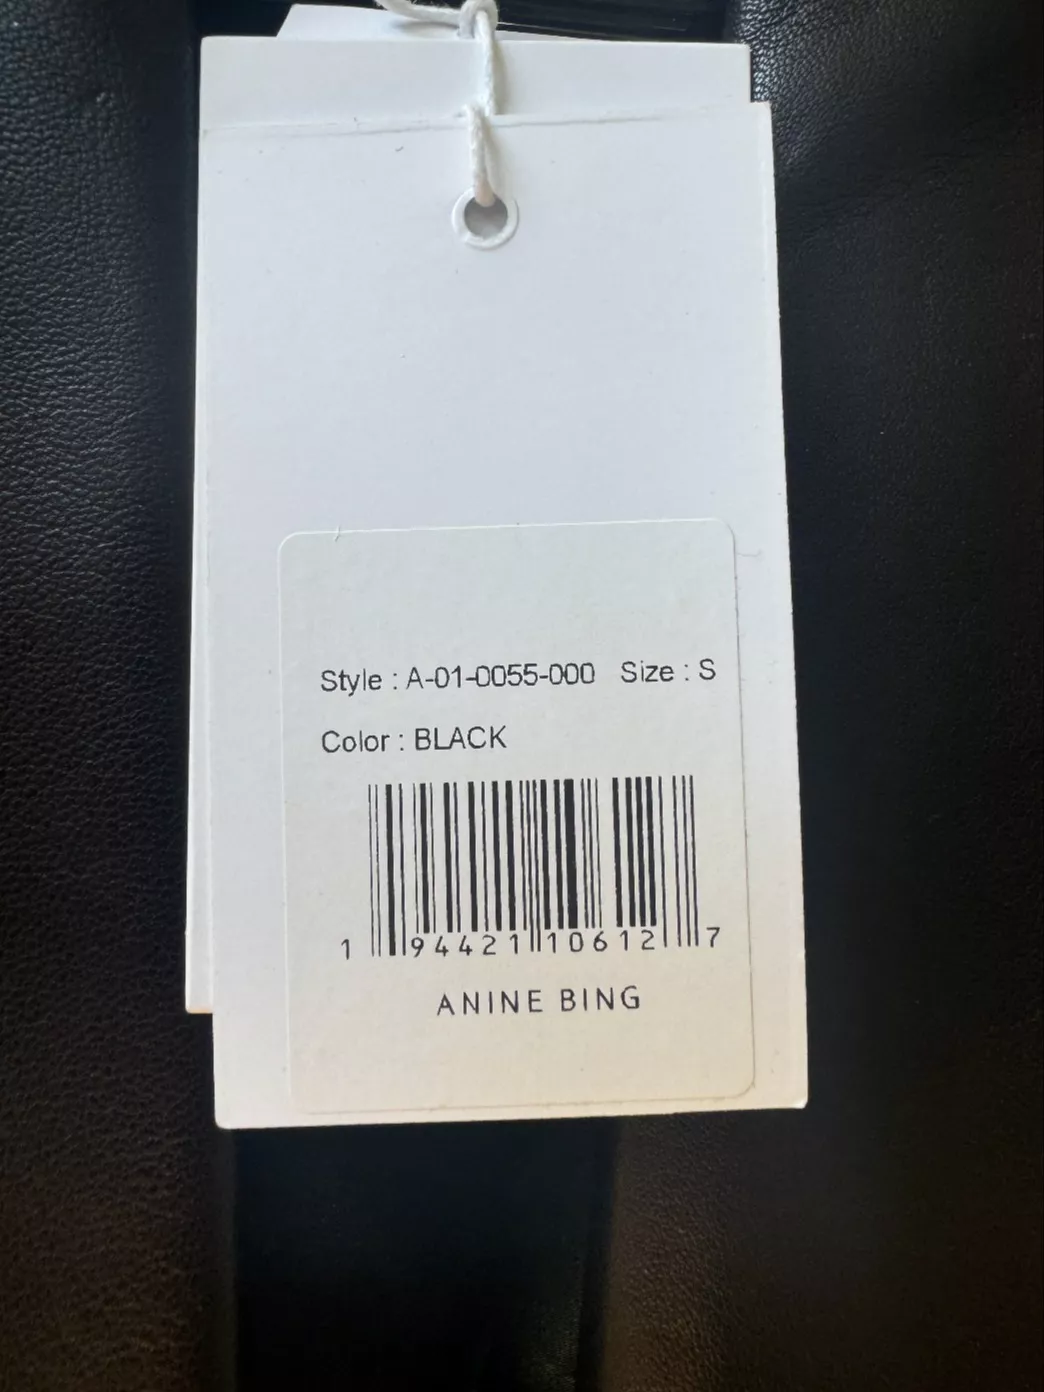 Style : A-01-0055-000 Size : S
Color : BLACK
1 94421 10612 7
ANINE BING